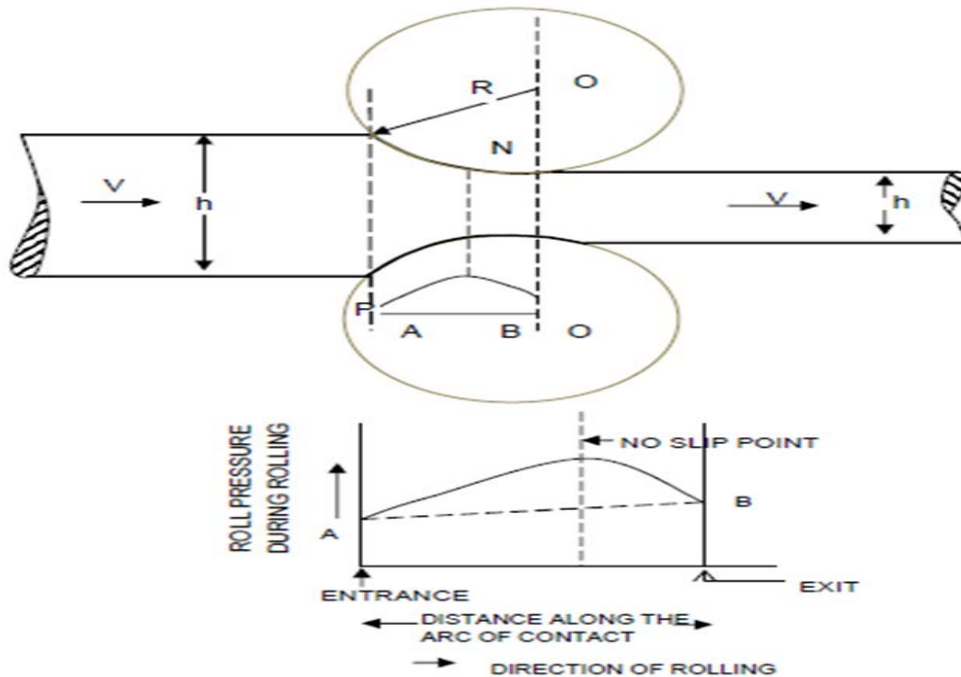 O
R
N
V
h
V
h
P
A
B
O
ROLL PRESSURE
DURING ROLLING
NO SLIP POINT
A
B
ENTRANCE
EXIT
DISTANCE ALONG THE
ARC OF CONTACT
DIRECTION OF ROLLING